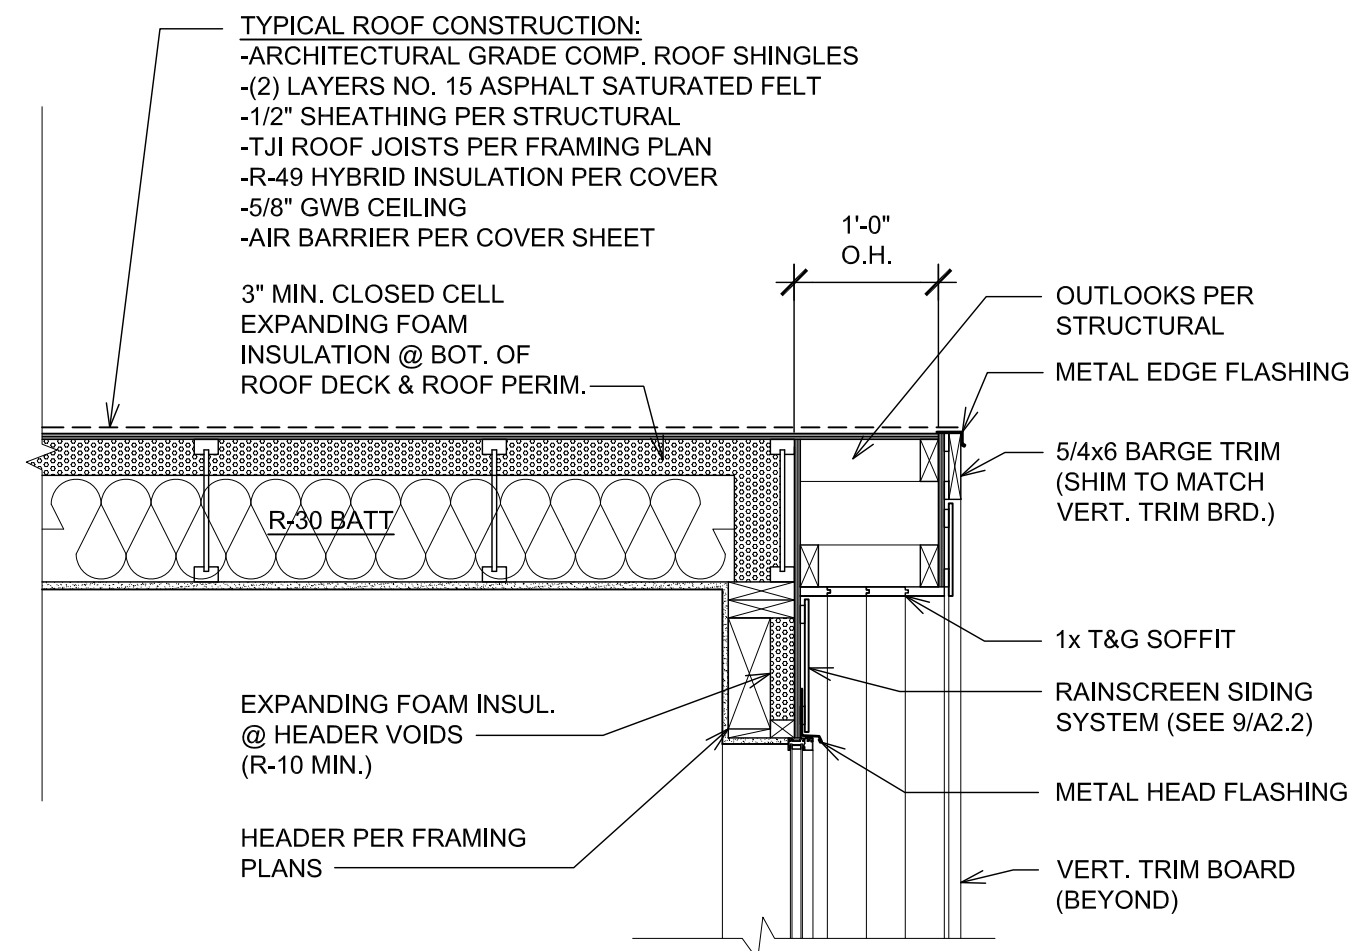 TYPICAL ROOF CONSTRUCTION:
-ARCHITECTURAL GRADE COMP. ROOF SHINGLES
-(2) LAYERS NO. 15 ASPHALT SATURATED FELT
-1/2" SHEATHING PER STRUCTURAL
-TJI ROOF JOISTS PER FRAMING PLAN
-R-49 HYBRID INSULATION PER COVER
-5/8" GWB CEILING
-AIR BARRIER PER COVER SHEET
3" MIN. CLOSED CELL
EXPANDING FOAM
INSULATION @ BOT. OF
ROOF DECK & ROOF PERIM.
1'-0"
O.H.
OUTLOOKS PER
STRUCTURAL
METAL EDGE FLASHING
5/4x6 BARGE TRIM
(SHIM TO MATCH
VERT. TRIM BRD.)
R-30 BATT
1x T&G SOFFIT
RAINSCREEN SIDING
SYSTEM (SEE 9/A2.2)
EXPANDING FOAM INSUL.
@ HEADER VOIDS
(R-10 MIN.)
METAL HEAD FLASHING
HEADER PER FRAMING
PLANS
VERT. TRIM BOARD
(BEYOND)